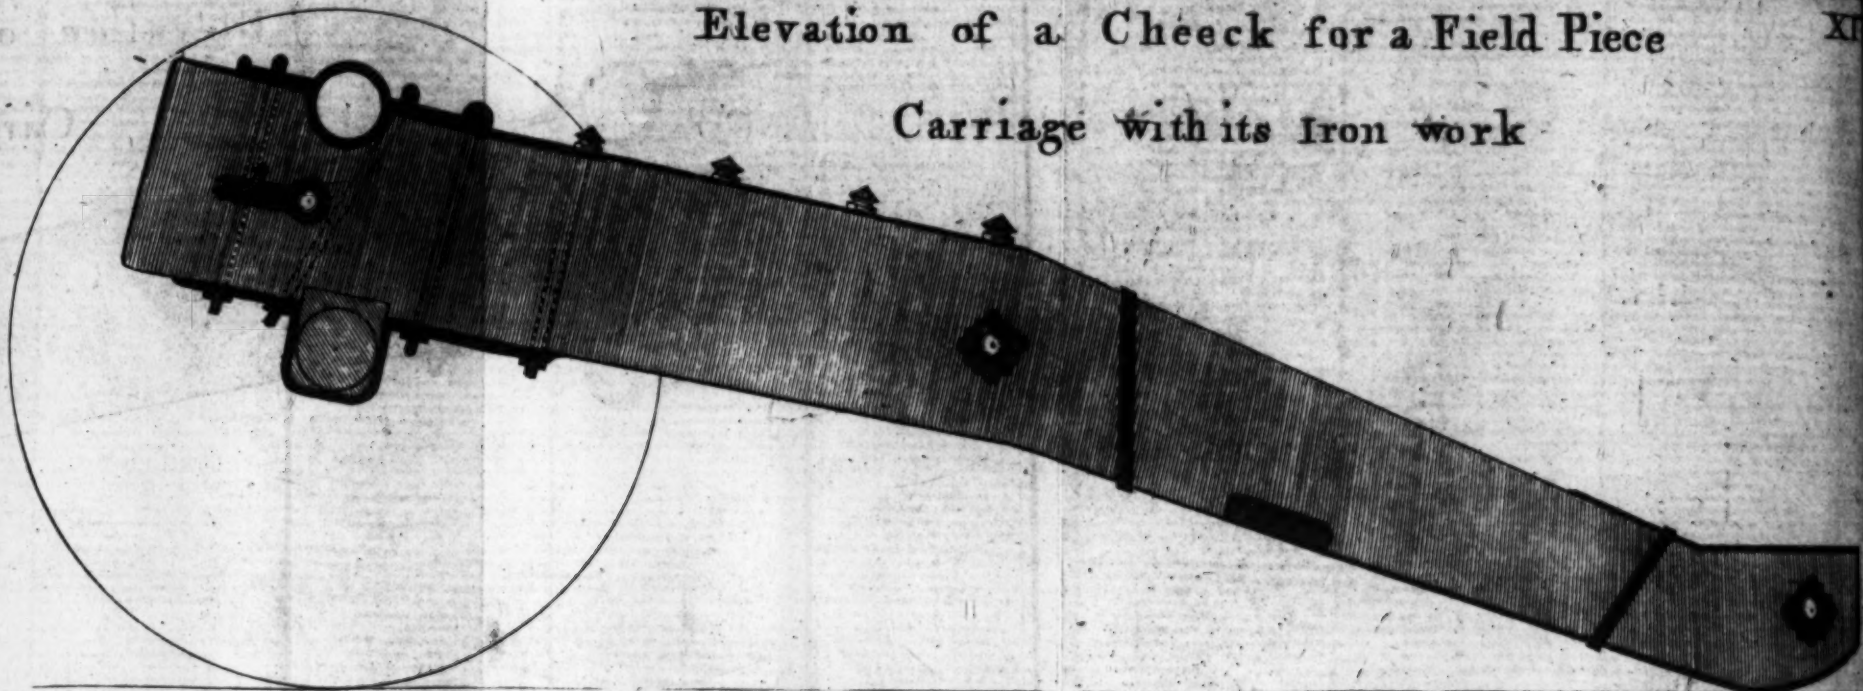 Elevation of a Cheeck for a Field Piece
Carriage with its Iron work